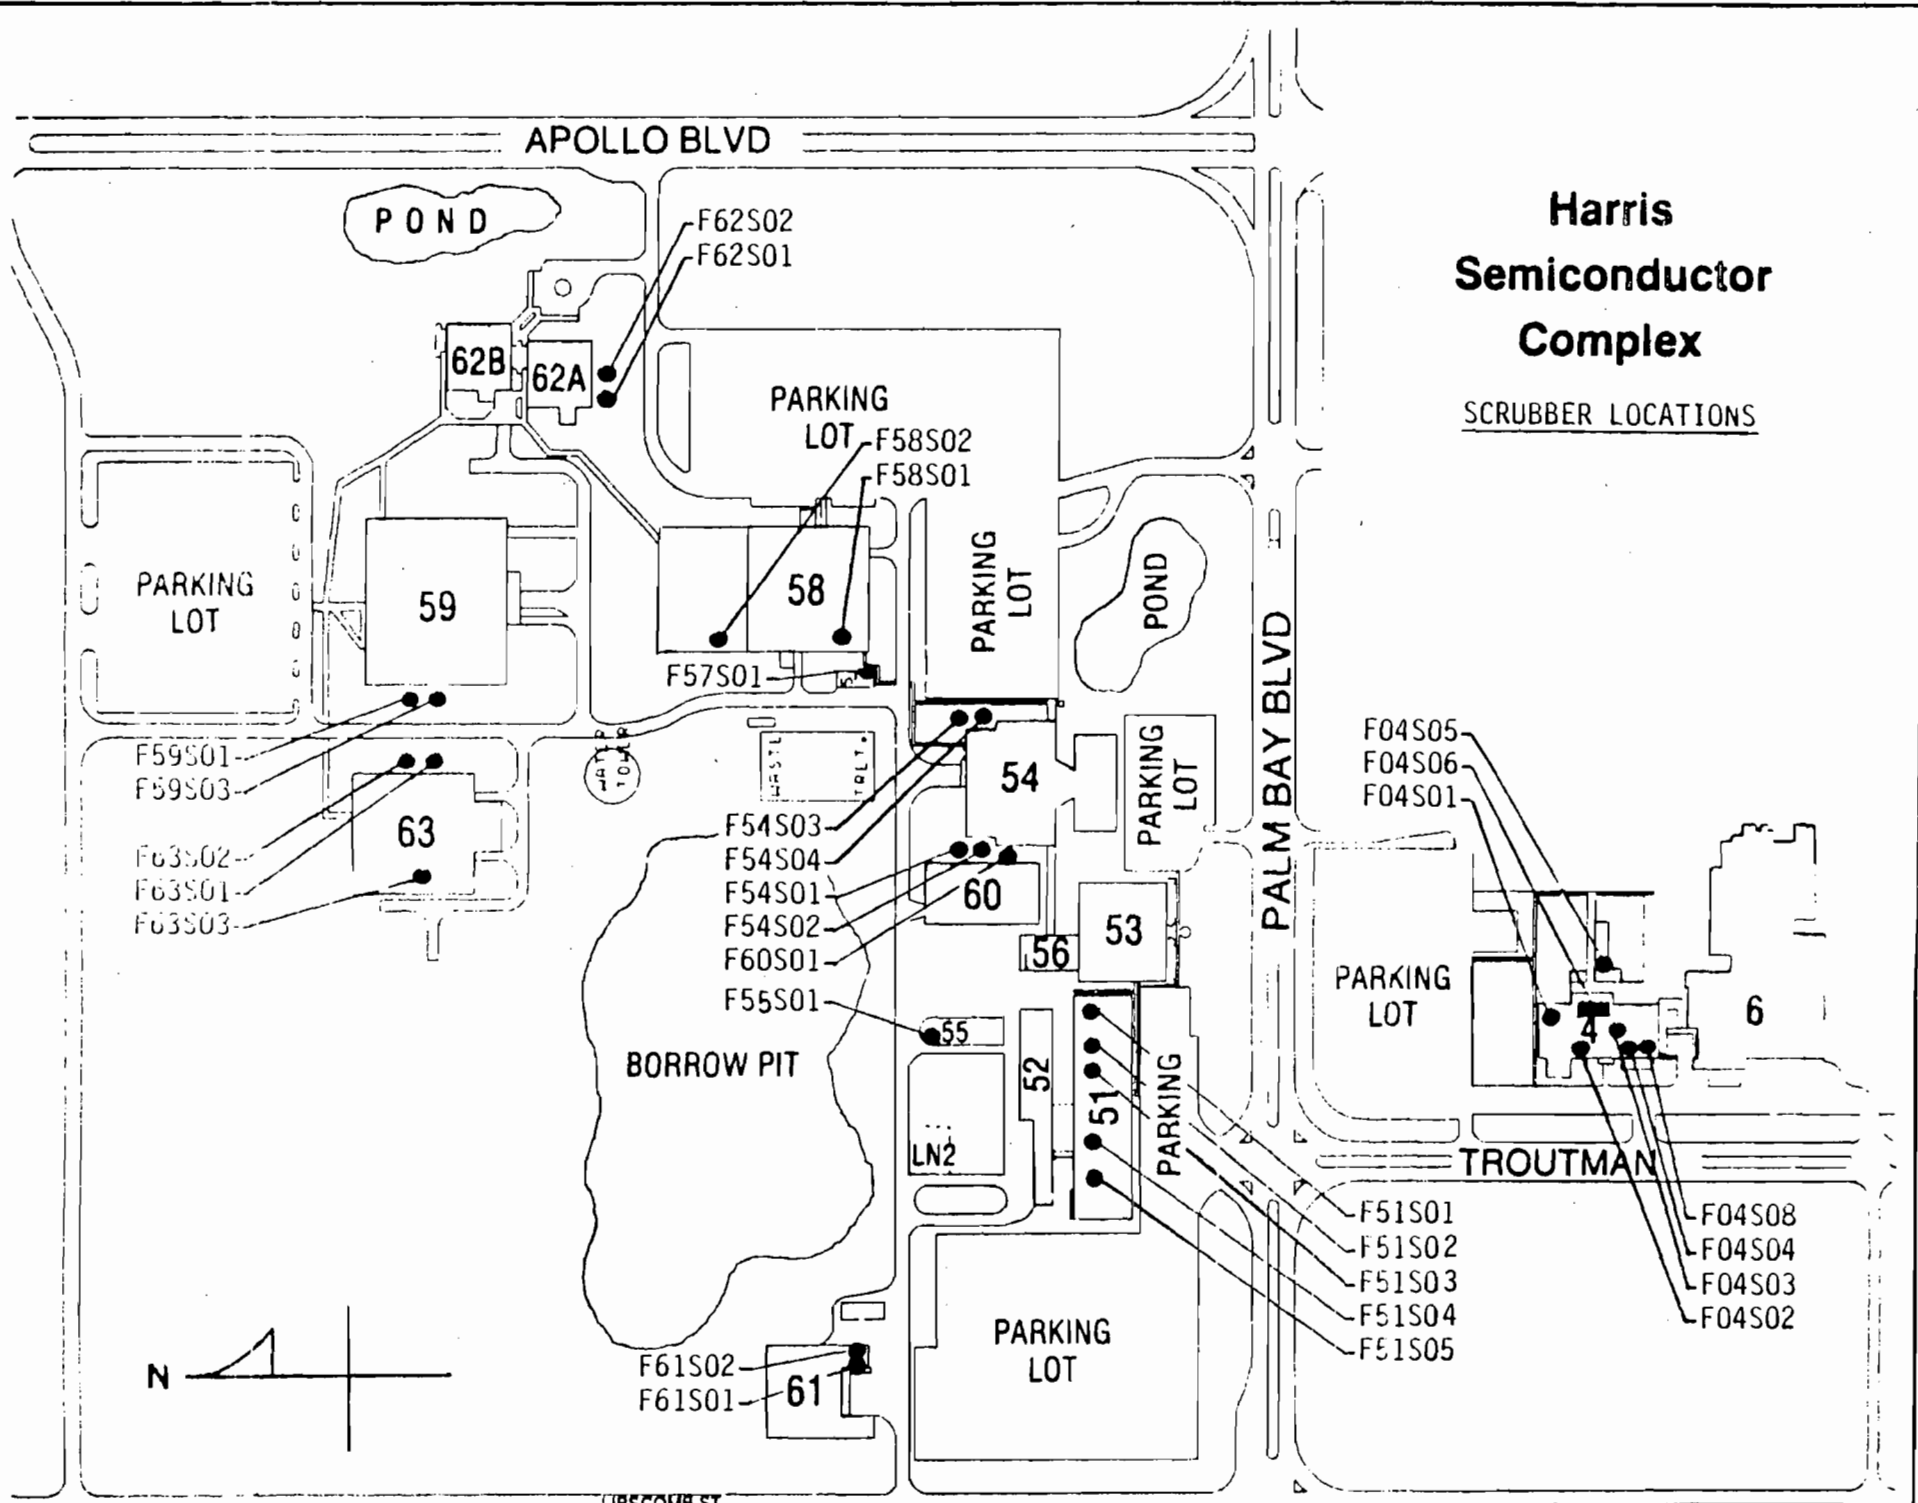 APOLLO BLVD
POND
Harris
Semiconductor
Complex
SCRUBBER LOCATIONS
F62S02
F62S01
62B
62A
PARKING
LOT
F58S02
F58S01
PARKING
LOT
59
58
PARKING
LOT
POND
PALM BAY BLVD
F57S01
F59S01
F59S03
F63S02
F63S01
F63S03
63
54
PARKING
LOT
F54S03
F54S04
F54S01
F54S02
F60S01
F55S01
60
53
56
55
52
51
PARKING
BORROW PIT
LN2
F04S05
F04S06
F04S01
PARKING
LOT
4
6
TROUTMAN
F51S01
F51S02
F51S03
F51S04
F51S05
F04S08
F04S04
F04S03
F04S02
PARKING
LOT
N
F61S02
F61S01
61